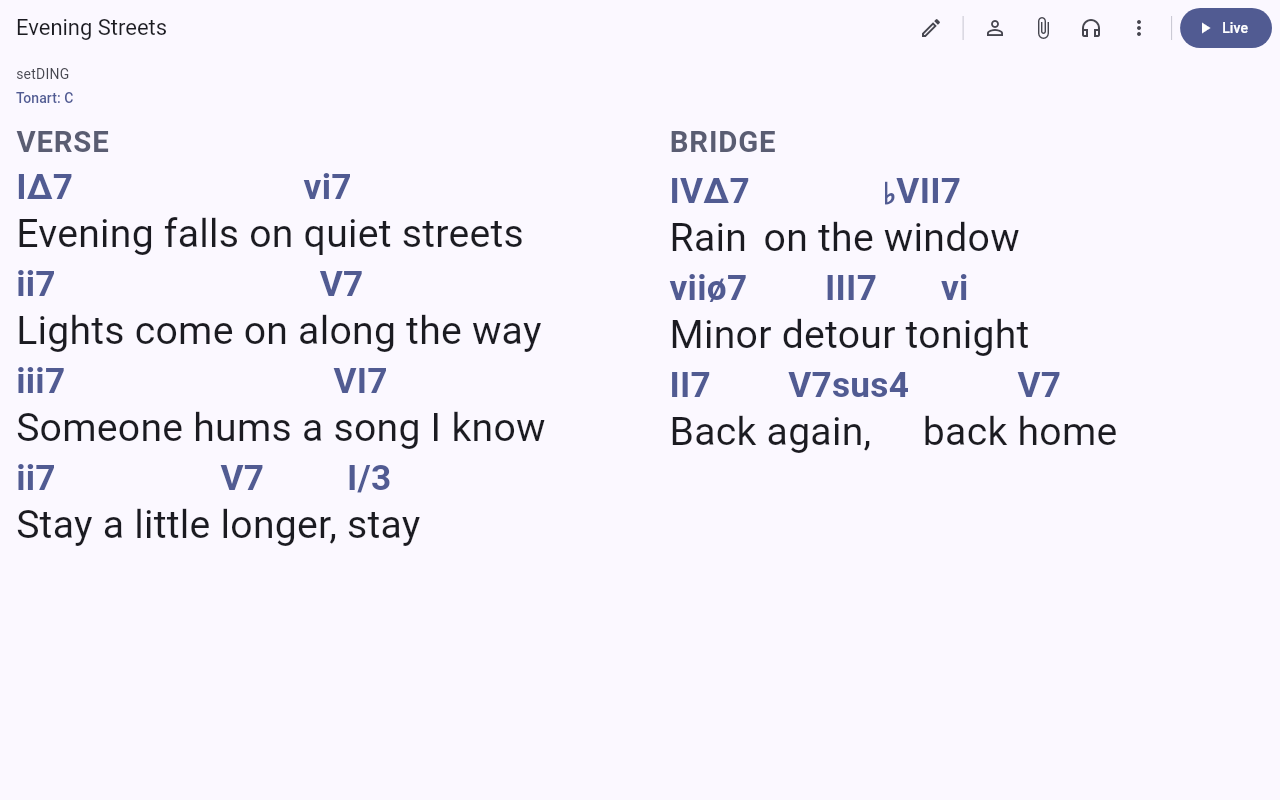 Evening Streets
Live
setDING
Tonart: C
VERSE
IΔ7 vi7
Evening falls on quiet streets
ii7 V7
Lights come on along the way
iii7 VI7
Someone hums a song I know
ii7 V7 I/3
Stay a little longer, stay
BRIDGE
IVΔ7 ♭VII7
Rain on the window
viiø7 III7 vi
Minor detour tonight
II7 V7sus4 V7
Back again, back home